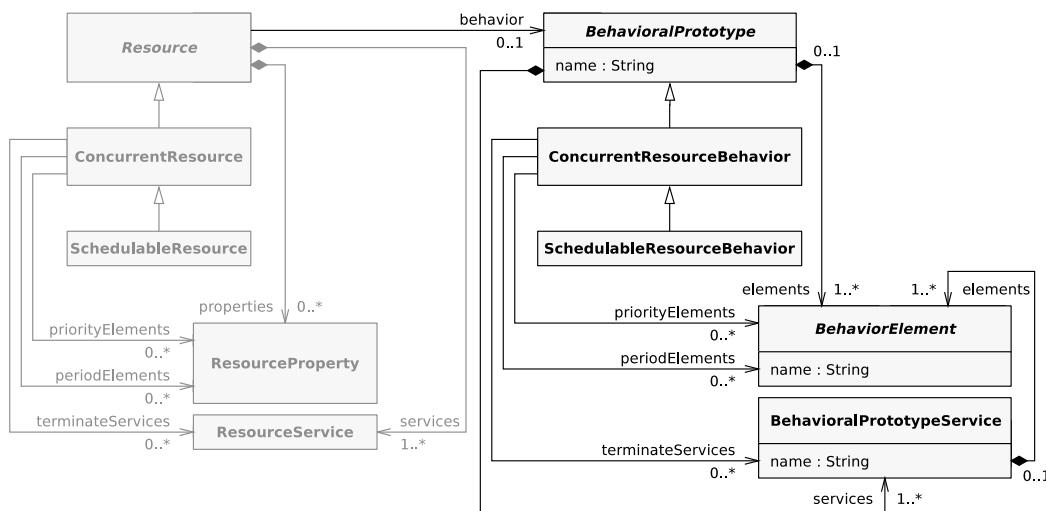 behavior
0..1
Resource
BehavioralPrototype
name : String
0..1
ConcurrentResource
ConcurrentResourceBehavior
SchedulableResource
SchedulableResourceBehavior
properties
0..*
elements
1..*
1..*
elements
priorityElements
0..*
ResourceProperty
priorityElements
BehaviorElement
name : String
periodElements
0..*
periodElements
0..*
terminateServices
0..*
ResourceService
services
1..*
BehavioralPrototypeService
name : String
terminateServices
0..*
0..1
services
1..*